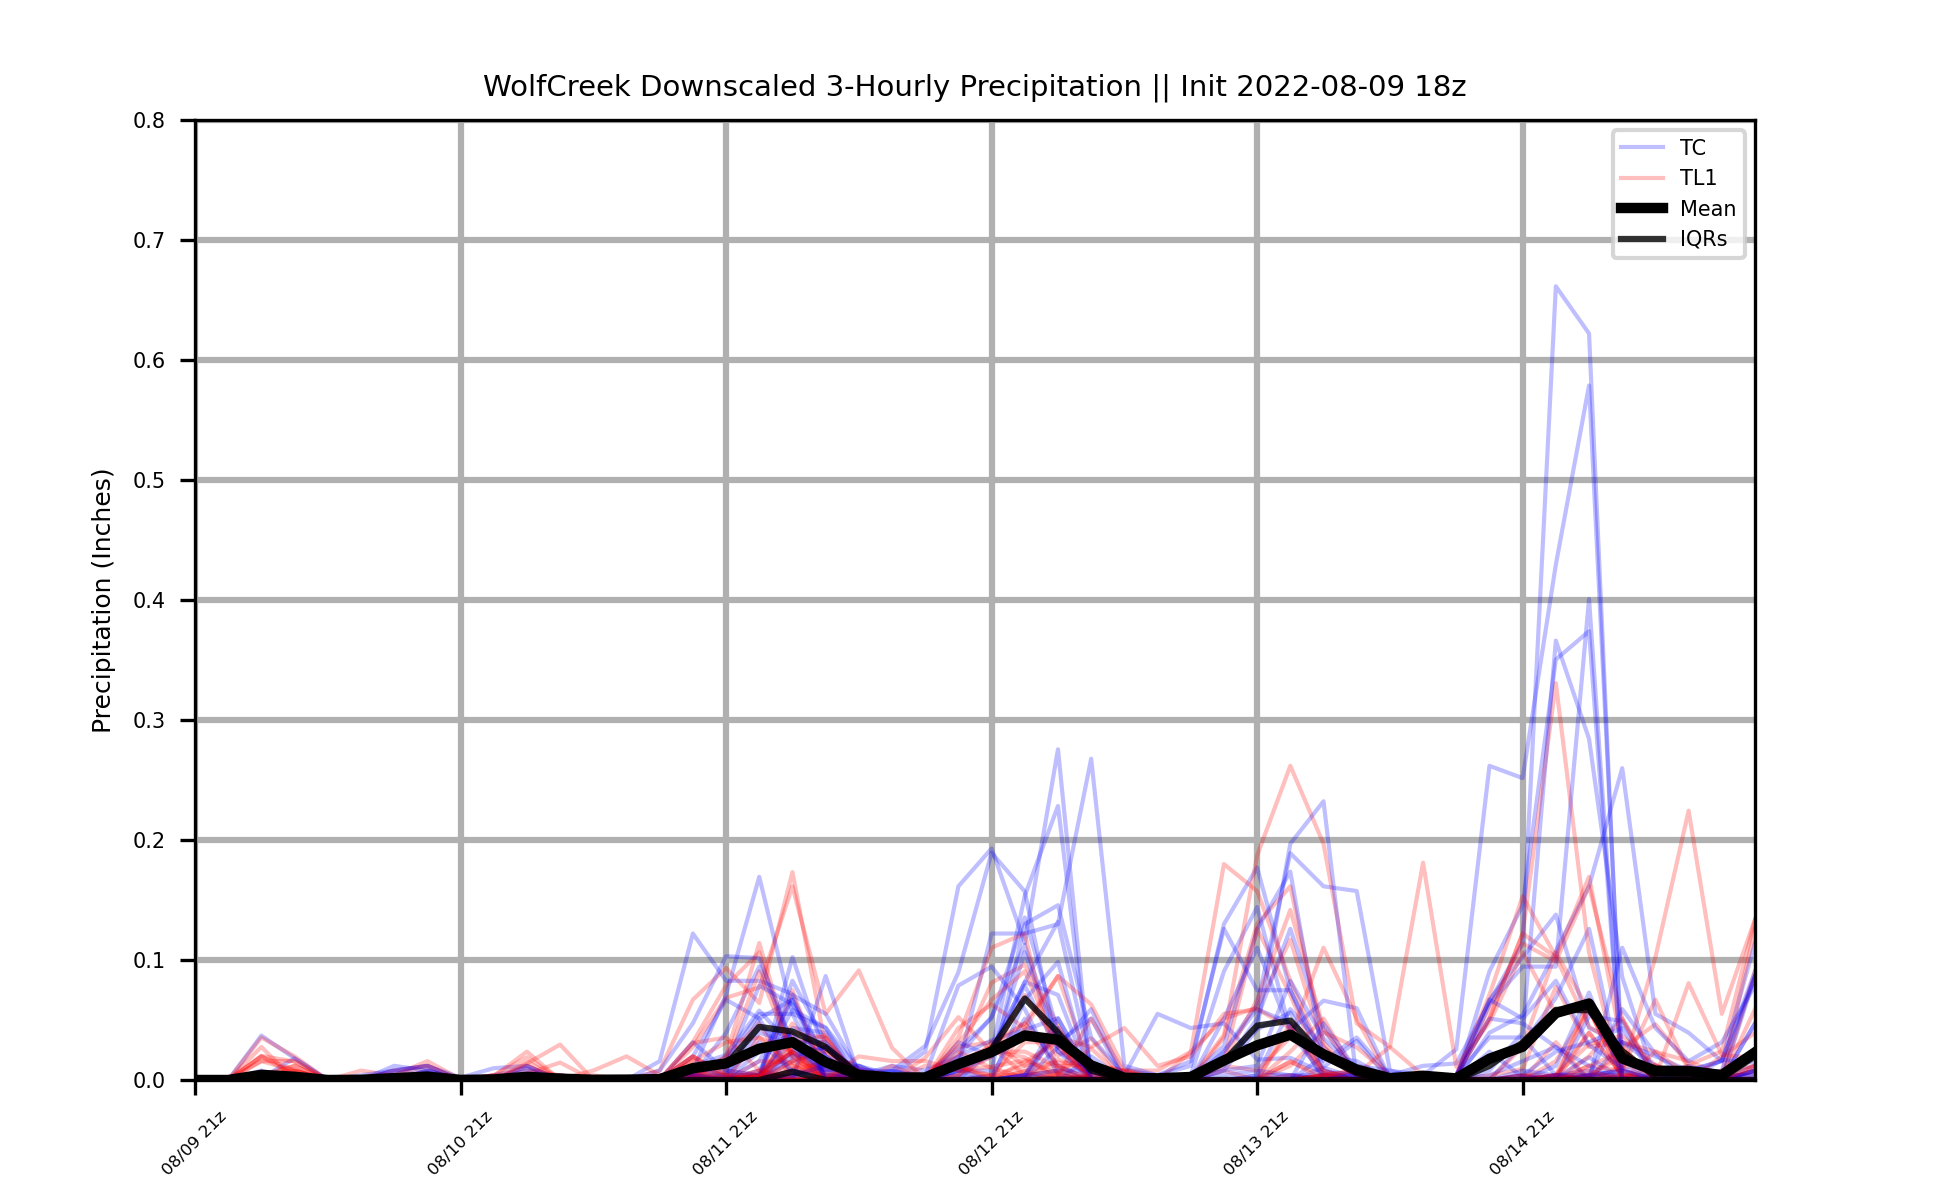 WolfCreek Downscaled 3-Hourly Precipitation || Init 2022-08-09 18z
TC
TL1
Mean
IQRs
Precipitation (Inches)
0.8
0.7
0.6
0.5
0.4
0.3
0.2
0.1
0.0
08/09 21z
08/10 21z
08/11 21z
08/12 21z
08/13 21z
08/14 21z